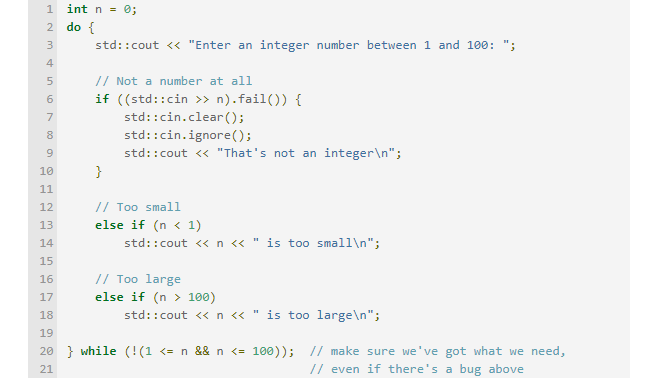 1 int n = 0;
2 do {
3     std::cout << "Enter an integer number between 1 and 100: ";
4
5     // Not a number at all
6     if ((std::cin >> n).fail()) {
7         std::cin.clear();
8         std::cin.ignore();
9         std::cout << "That's not an integer\n";
10     }
11
12     // Too small
13     else if (n < 1)
14         std::cout << n << " is too small\n";
15
16     // Too large
17     else if (n > 100)
18         std::cout << n << " is too large\n";
19
20 } while (!(1 <= n && n <= 100));  // make sure we've got what we need,
21                                   // even if there's a bug above